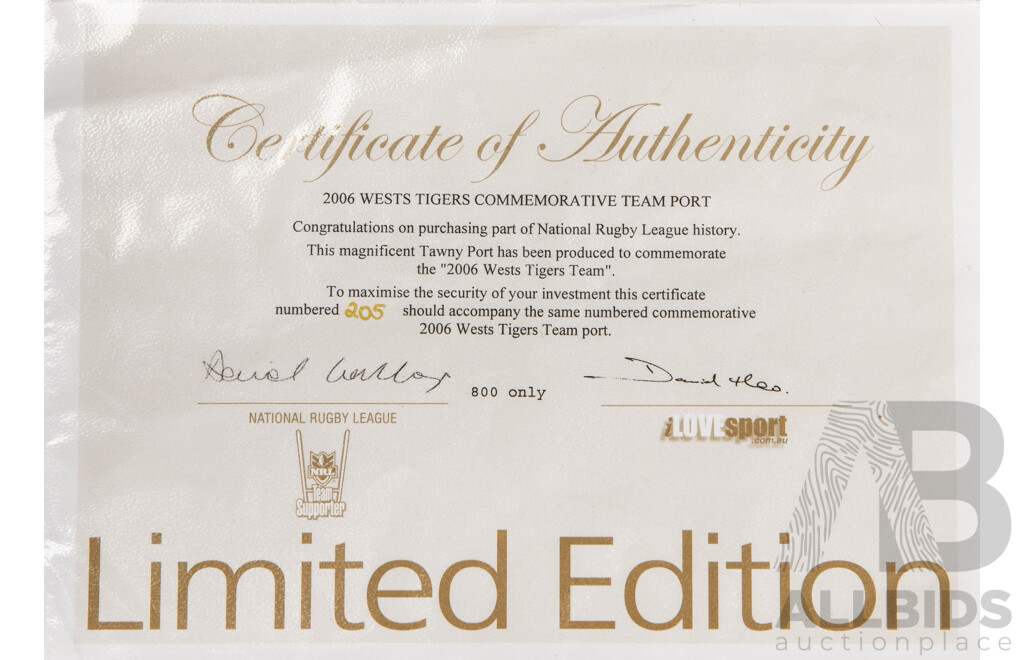 Certificate of Authenticity
2006 WESTS TIGERS COMMEMORATIVE TEAM PORT
Congratulations on purchasing part of National Rugby League history.
This magnificent Tawny Port has been produced to commemorate
the "2006 Wests Tigers Team".
To maximise the security of your investment this certificate
numbered 205 should accompany the same numbered commemorative
2006 Wests Tigers Team port.
800 only
NATIONAL RUGBY LEAGUE
iLOVEsport
.com.au
NRL
Team
Supporter
Limited Edition
AB
ALLBIDS
auctionplace